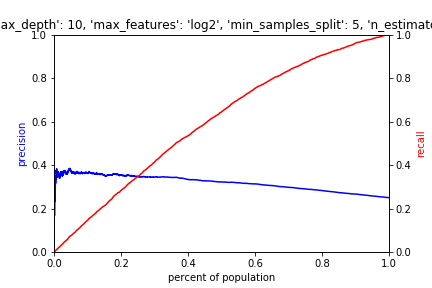 ax_depth': 10, 'max_features': 'log2', 'min_samples_split': 5, 'n_estimate
1.0 1.0
0.8 0.8
0.6 0.6
precision recall
0.4 0.4
0.2 0.2
0.0 0.0
0.0 0.2 0.4 0.6 0.8 1.0
percent of population